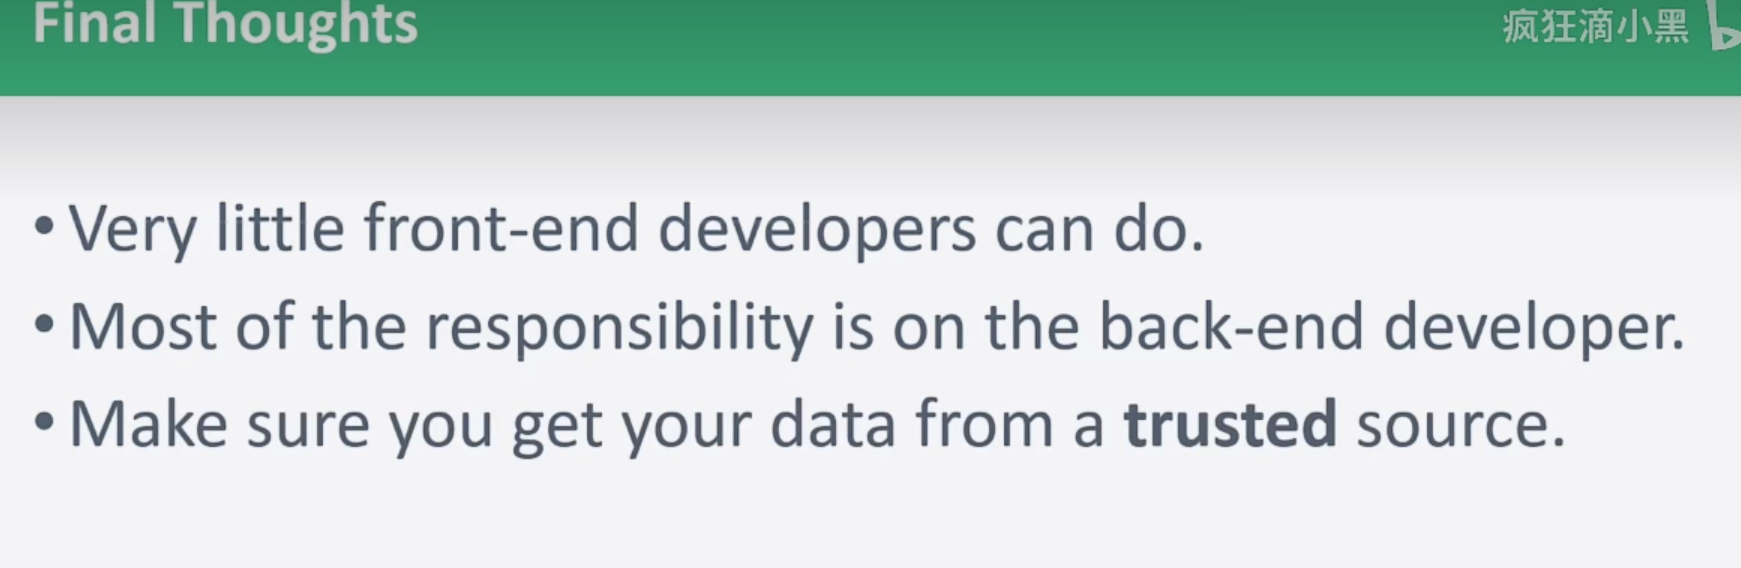 Final Thoughts
疯狂滴小黑
• Very little front-end developers can do.
• Most of the responsibility is on the back-end developer.
• Make sure you get your data from a trusted source.